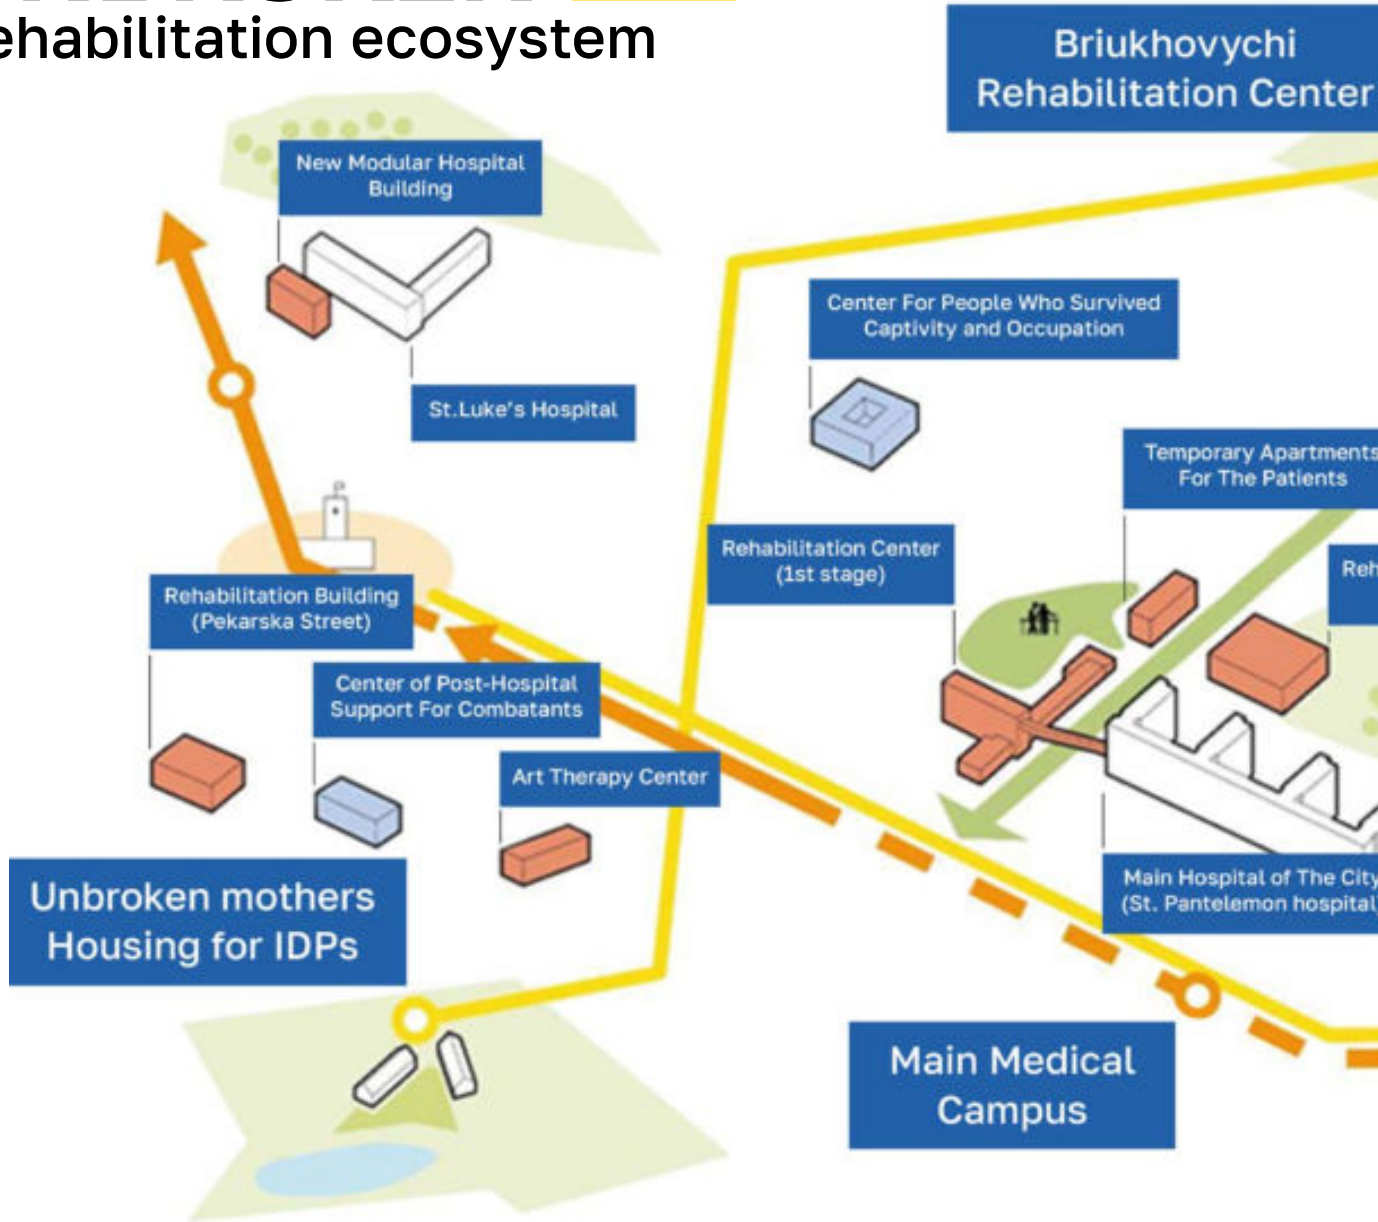 ehabilitation ecosystem
Briukhovychi
Rehabilitation Center
New Modular Hospital
Building
Center For People Who Survived
Captivity and Occupation
St.Luke's Hospital
Temporary Apartments
For The Patients
Rehabilitation Center
(1st stage)
Reh
Rehabilitation Building
(Pekarska Street)
Center of Post-Hospital
Support For Combatants
Art Therapy Center
Main Hospital of The City
(St. Pantelemon hospital)
Unbroken mothers
Housing for IDPs
Main Medical
Campus